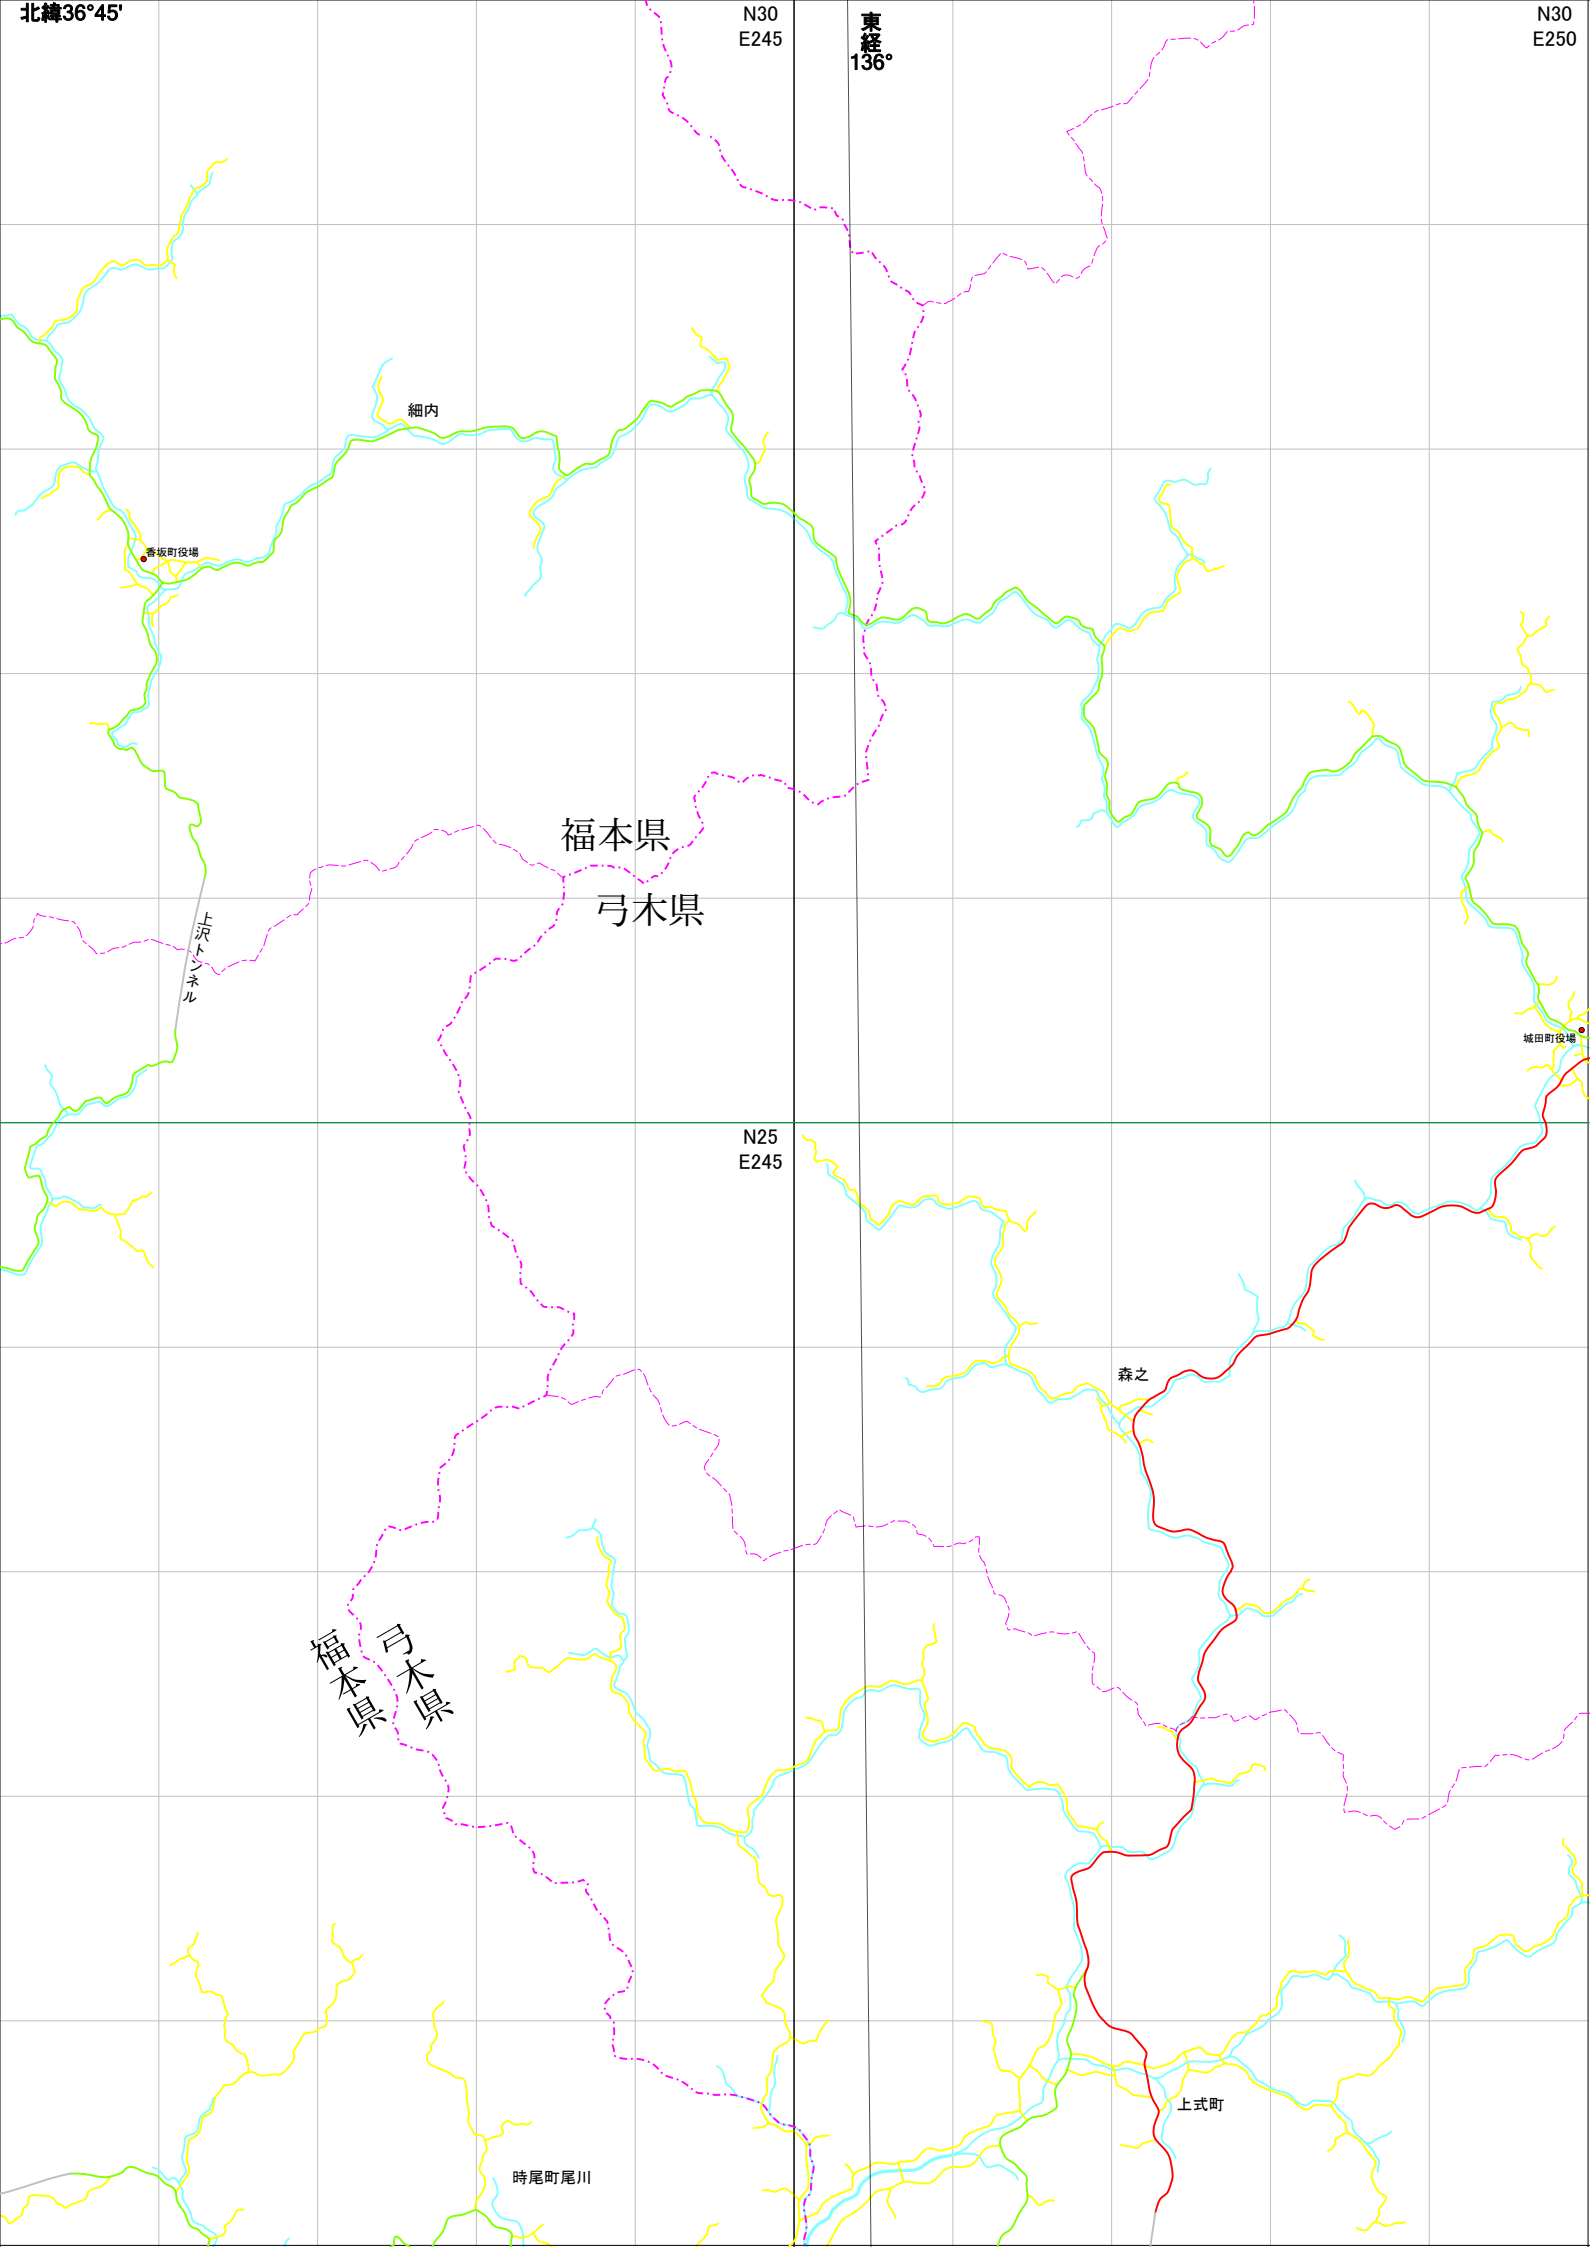 北緯36°45'
N30
E245
東経
136°
N30
E250
細内
香坂町役場
福本県
弓木県
上沢トンネル
城田町役場
N25
E245
森之
福本県
弓木県
上式町
時尾町尾川